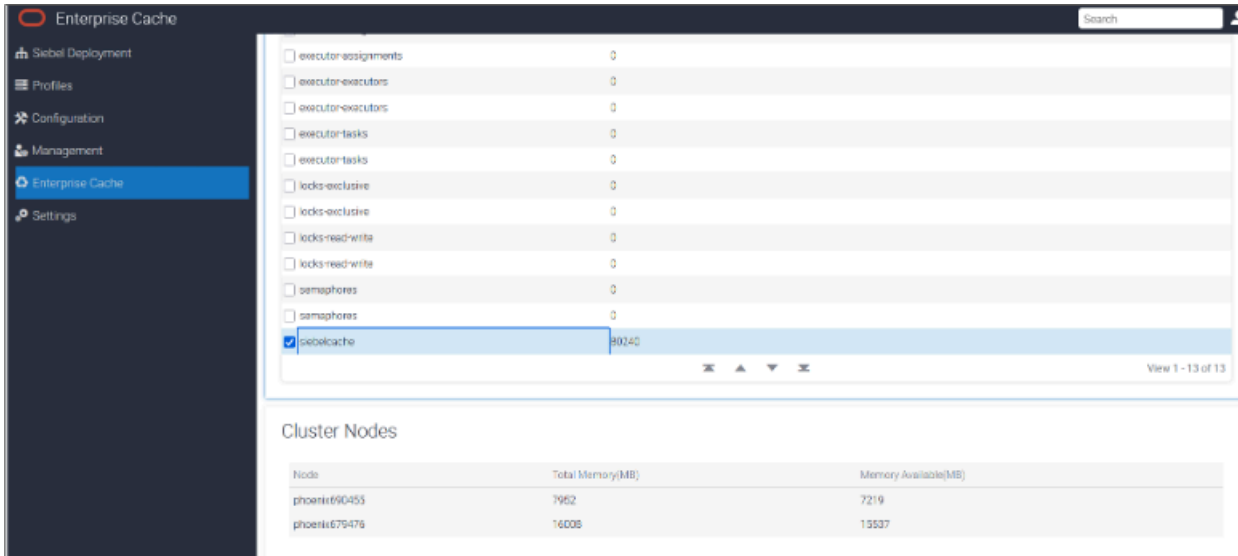 Enterprise Cache
Search
Siebel Deployment
Profiles
Configuration
Management
Enterprise Cache
Settings
executor-assignments 0
executor-executors 0
executor-executors 0
executor-tasks 0
executor-tasks 0
locks-exclusive 0
locks-exclusive 0
locks-read-write 0
locks-read-write 0
semaphores 0
semaphores 0
siebelcache 80240
View 1 - 13 of 13
Cluster Nodes
Node Total Memory(MB) Memory Available(MB)
phoenix690455 7952 7219
phoenix679476 16005 15537